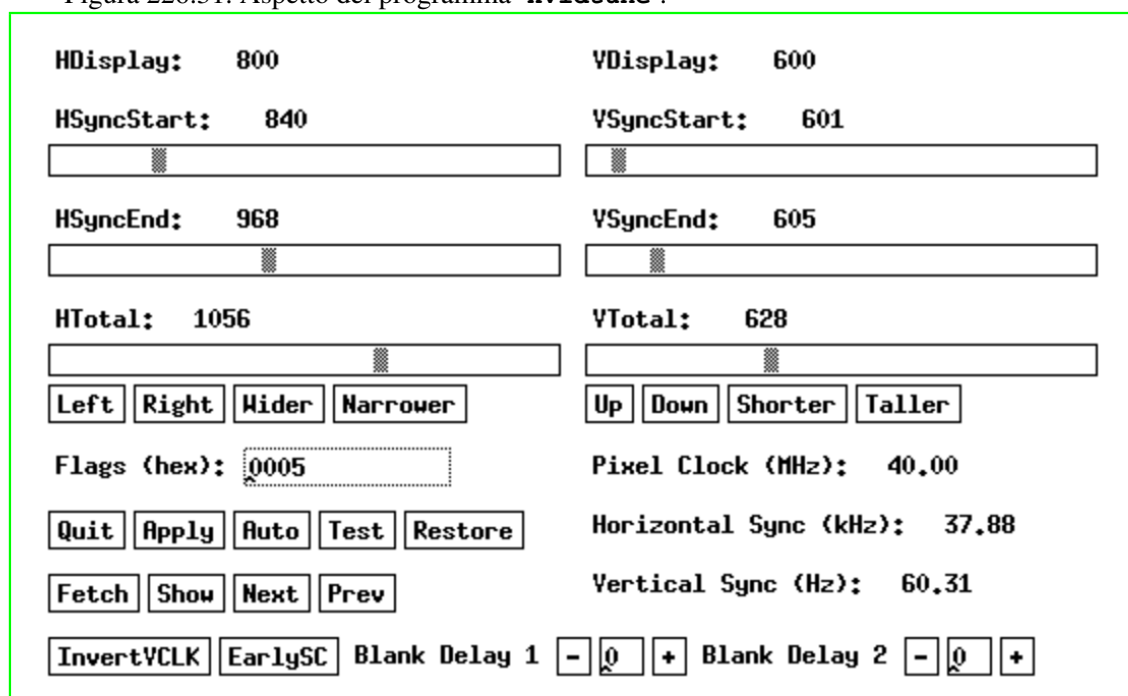 Figura 226.31. Aspetto del programma 'xvidtune'.
HDisplay: 800 VDisplay: 600
HSyncStart: 840 VSyncStart: 601
HSyncEnd: 968 VSyncEnd: 605
HTotal: 1056 VTotal: 628
Left Right Wider Narrower Up Down Shorter Taller
Flags (hex): 0005 Pixel Clock (MHz): 40.00
Quit Apply Auto Test Restore Horizontal Sync (kHz): 37.88
Fetch Show Next Prev Vertical Sync (Hz): 60.31
InvertVCLK EarlySC Blank Delay 1 - 0 + Blank Delay 2 - 0 +